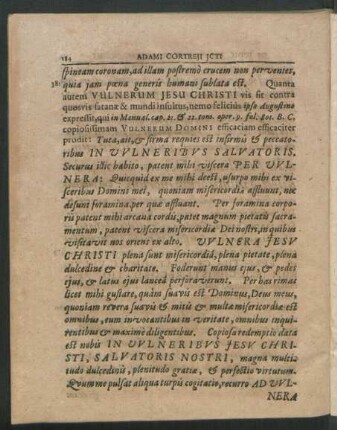 184 ADAMI CORTREJI JCTI
spineam coronam, ad illam postremò crucem non pervenies,
quia jam pœna generis humani sublata est. Quanta
autem VULNERUM JESU CHRISTI vis sit contra
quosvis satanæ & mundi insultus, nemo feliciùs ipso Augustino
expressit, qui in Manual. cap. 21. & 22. tom. oper. 9. fol. 801. B. C.
copiosissimam VULNERUM DOMINI efficaciam efficaciter
prodit: Tuta, ait, & firma requies est infirmis & peccato-
ribus IN VULNERIBUS SALVATORIS.
Securus illic habito, patent mihi viscera PER VUL-
NERA: Quicquid ex me mihi deest, usurpo mihi ex vi-
sceribus Domini mei, quoniam misericordiâ affluunt, nec
desunt foramina, per quæ affluant. Per foramina corpo-
ris patent mihi arcana cordis, patet magnum pietatis sacra-
mentum, patent viscera misericordiæ Dei nostri, in quibus
visitavit nos oriens ex alto. VULNERA JESU
CHRISTI plena sunt misericordiâ, plena pietate, plena
dulcedine & charitate. Foderunt manus ejus, & pedes
ejus, & latus ejus lanceâ perforaverunt. Per has rimas
licet mihi gustare, quàm suavis est Dominus, Deus meus,
quoniam revera suavis & mitis & multæ misericordiæ est
omnibus, eum invocantibus in veritate, omnibus inqui-
rentibus & maximè diligentibus. Copiosa redemptio data
est nobis IN VULNERIBUS JESU CHRI-
STI, SALVATORIS NOSTRI, magna multi-
tudo dulcedinis, plenitudo gratiæ, & perfectio virtutum.
Quum me pulsat aliqua turpis cogitatio, recurro AD VUL-
NERA